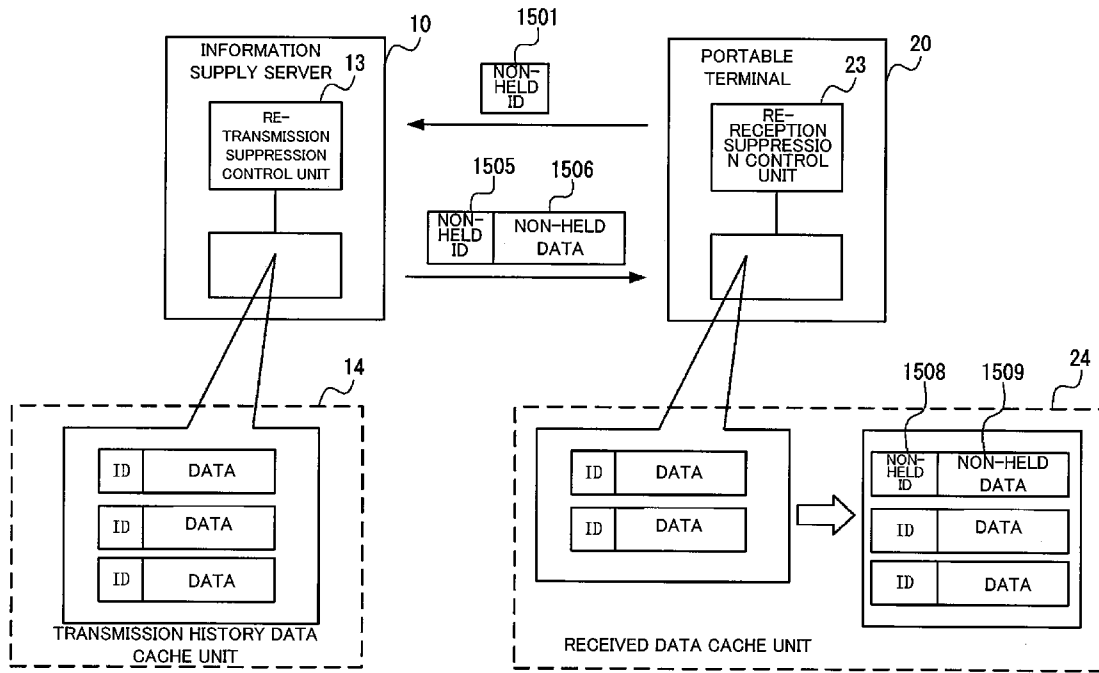 10
1501
20
INFORMATION
SUPPLY SERVER
13
NON-
HELD
ID
PORTABLE
TERMINAL
23
RE-
TRANSMISSION
SUPPRESSION
CONTROL UNIT
RE-
RECEPTION
SUPPRESSIO
N CONTROL
UNIT
1505
1506
NON-
HELD
ID
NON-HELD
DATA
14
1508
1509
24
ID
DATA
ID
DATA
ID
DATA
TRANSMISSION HISTORY DATA
CACHE UNIT
ID
DATA
ID
DATA
NON-
HELD
ID
NON-HELD
DATA
ID
DATA
ID
DATA
RECEIVED DATA CACHE UNIT